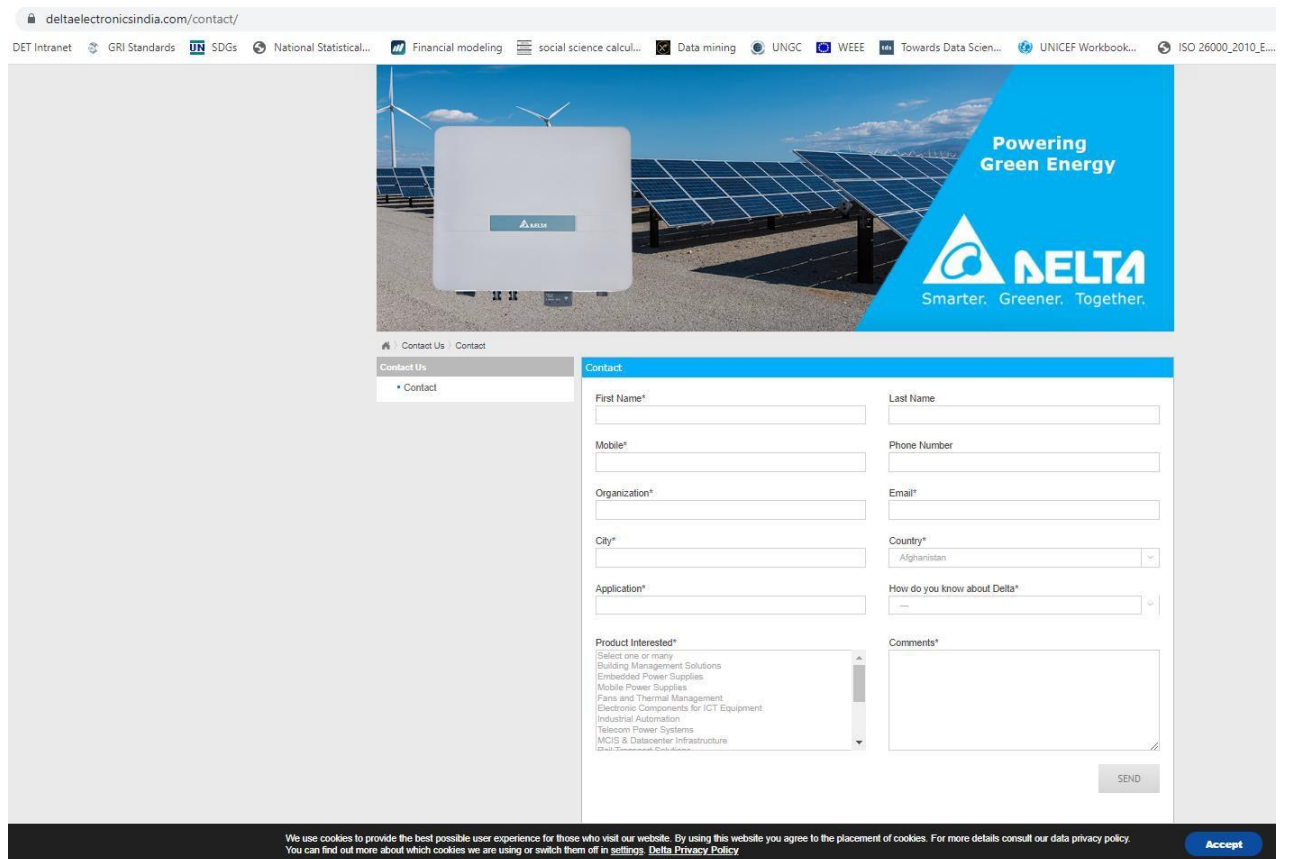 deltaelectronicsindia.com/contact/
DET Intranet GRI Standards UN SDGs National Statistical... Financial modeling social science calcul... Data mining UNGC WEEE tds Towards Data Scien... UNICEF Workbook... ISO 26000_2010_E....
Powering
Green Energy
DELTA
DELTA
Smarter. Greener. Together.
Contact Us Contact
Contact Us
Contact
Contact
First Name*
Last Name
Mobile*
Phone Number
Organization*
Email*
City*
Country*
Afghanistan
Application*
How do you know about Delta*
---
Product Interested*
Select one or many
Building Management Solutions
Embedded Power Supplies
Mobile Power Supplies
Fans and Thermal Management
Electronic Components for ICT Equipment
Industrial Automation
Telecom Power Systems
MCIS & Datacenter Infrastructure
Rail Transport Solutions
Comments*
SEND
We use cookies to provide the best possible user experience for those who visit our website. By using this website you agree to the placement of cookies. For more details consult our data privacy policy.
You can find out more about which cookies we are using or switch them off in settings. Delta Privacy Policy
Accept